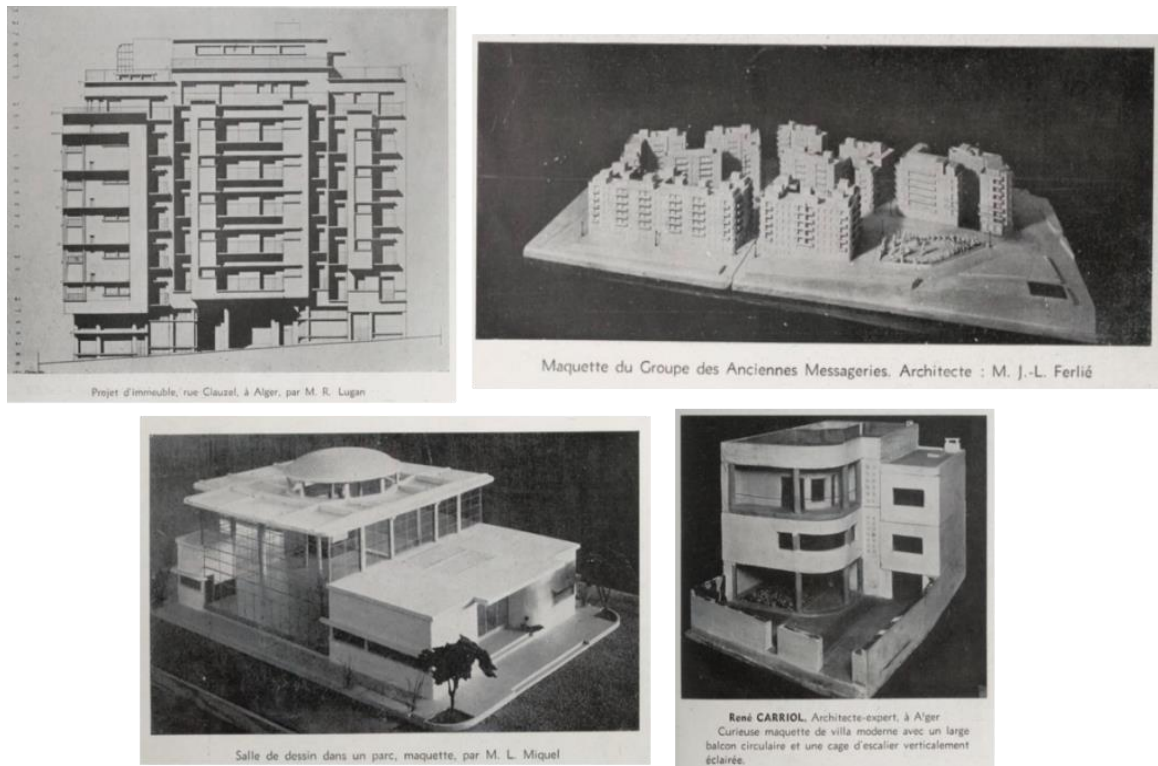 Projet d'immeuble, rue Clauzel, à Alger, par M. R. Lugan
Maquette du Groupe des Anciennes Messageries. Architecte : M. J.-L. Ferlié
Salle de dessin dans un parc, maquette, par M. L. Miquel
René CARRIOL, Architecte-expert, à Alger
Curieuse maquette de villa moderne avec un large
balcon circulaire et une cage d'escalier verticalement
éclairée.